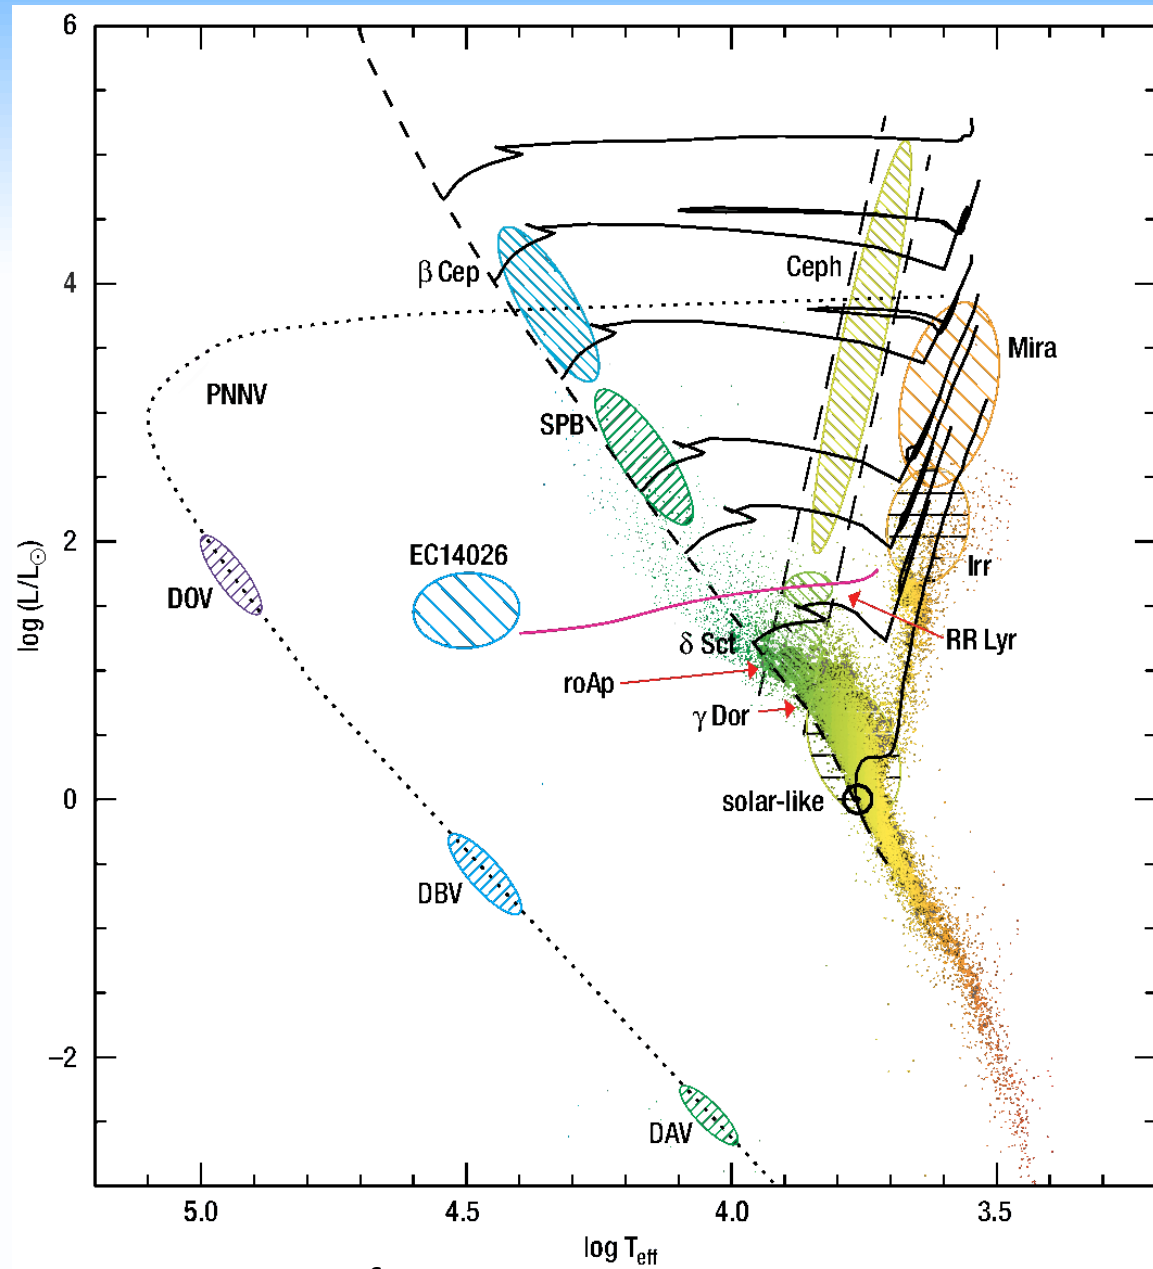 6
4
2
0
−2
log (L/L☉)
β Cep
Ceph
Mira
PNNV
SPB
EC14026
Irr
DOV
δ Sct
RR Lyr
roAp
γ Dor
solar-like
DBV
DAV
5.0
4.5
4.0
3.5
log Teff